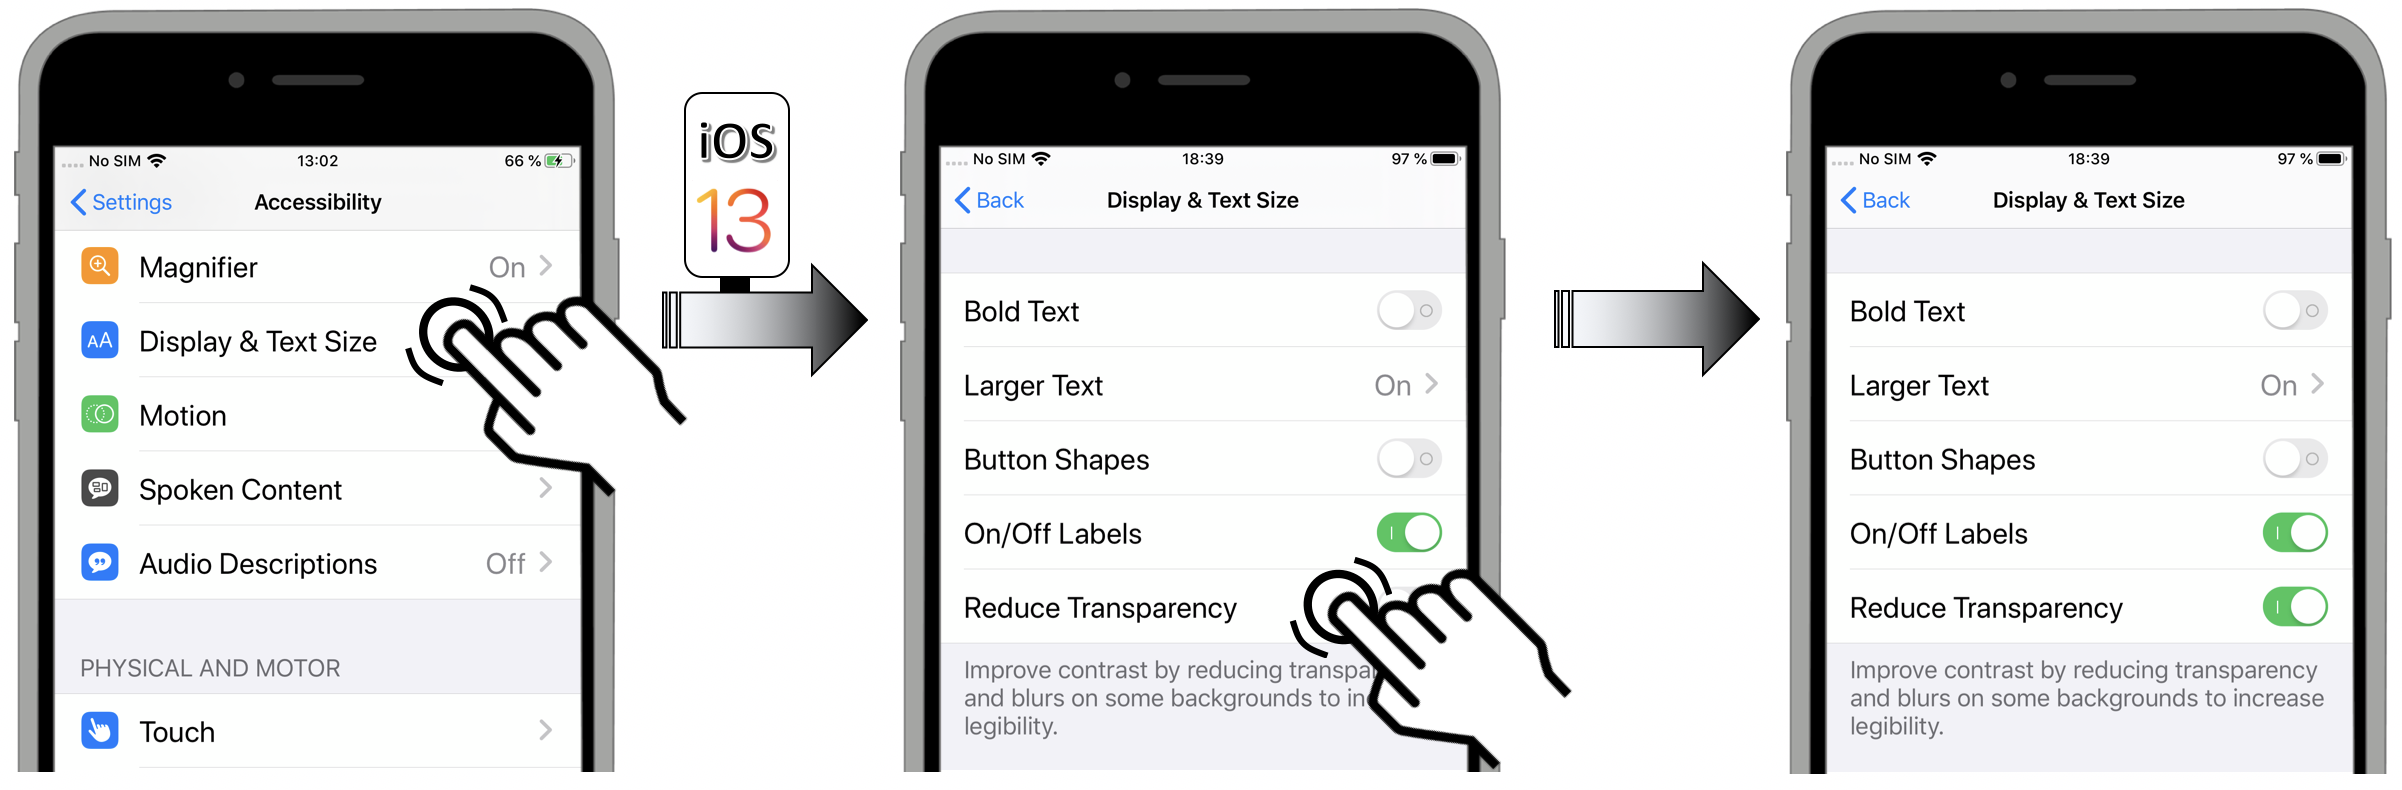 No SIM 13:02 66 %
Settings Accessibility
Magnifier On
AA Display & Text Size
Motion
Spoken Content
Audio Descriptions Off
PHYSICAL AND MOTOR
Touch
iOS
13
No SIM 18:39 97 %
Back Display & Text Size
Bold Text
Larger Text On
Button Shapes
On/Off Labels
Reduce Transparency
Improve contrast by reducing transpa
and blurs on some backgrounds to in
legibility.
No SIM 18:39 97 %
Back Display & Text Size
Bold Text
Larger Text On
Button Shapes
On/Off Labels
Reduce Transparency
Improve contrast by reducing transparency
and blurs on some backgrounds to increase
legibility.